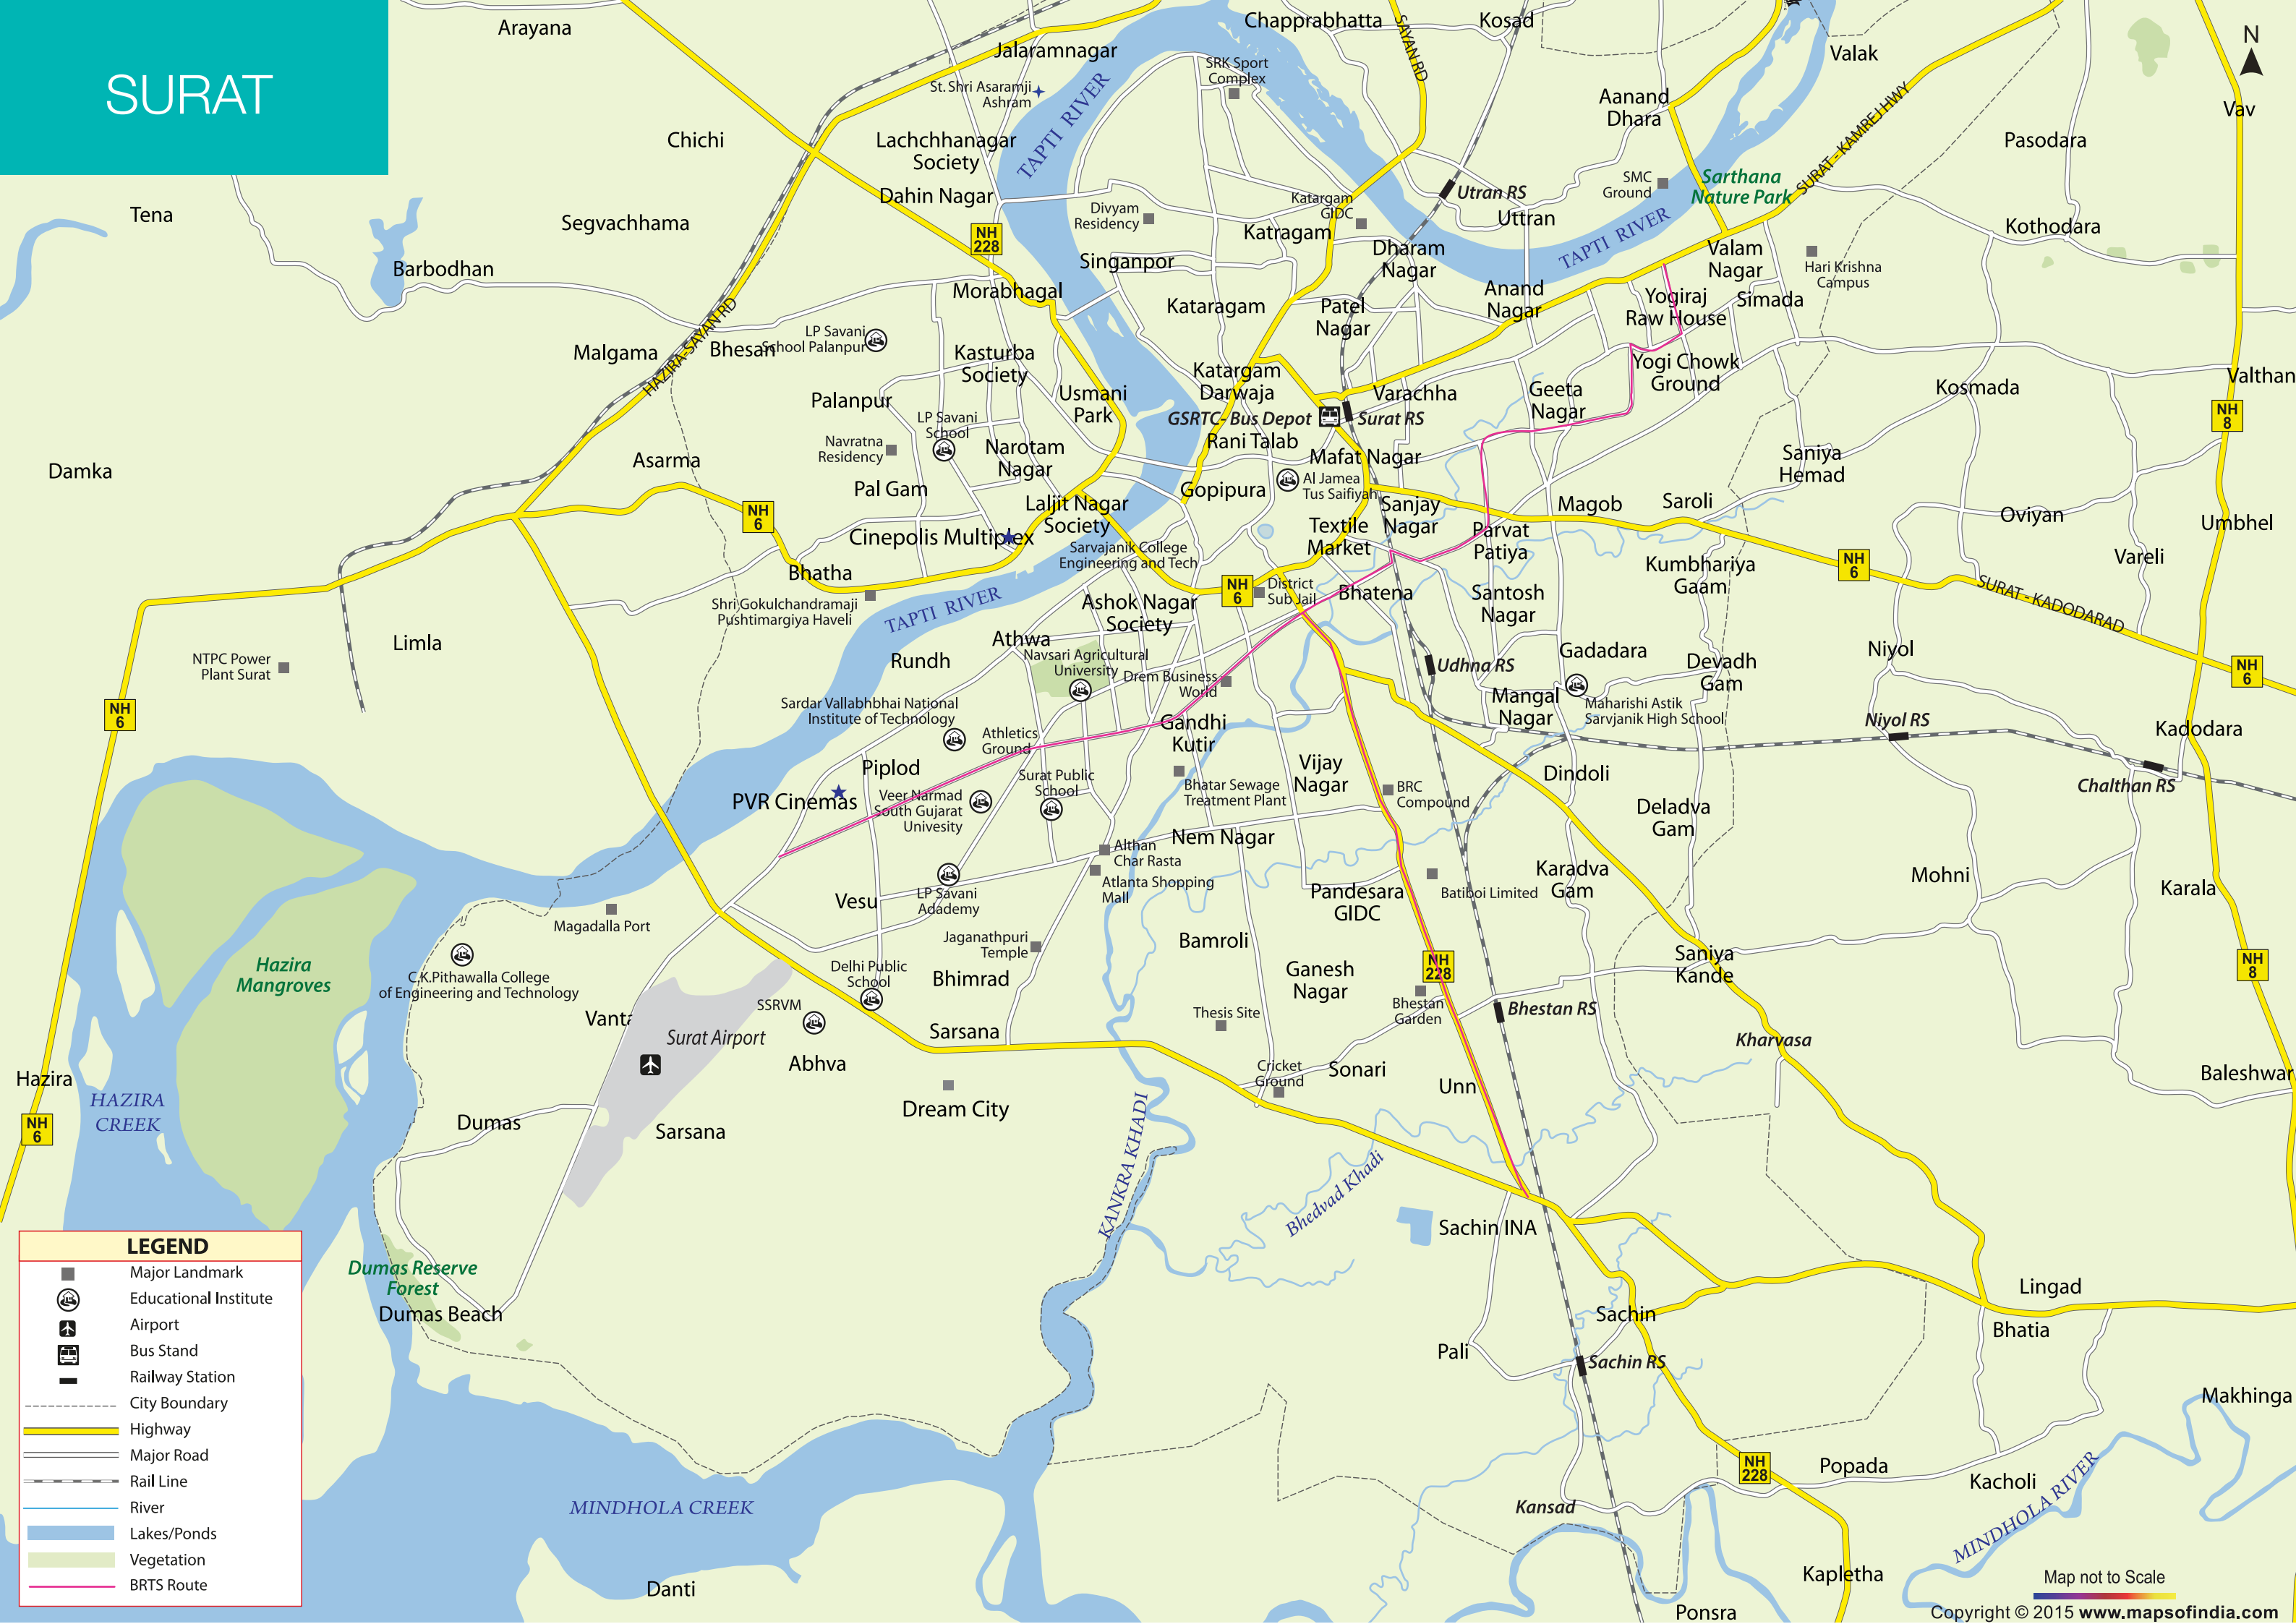 SURAT
Arayana
Chapprabhatta
SAYAN RD
Kosad
N
Jalaramnagar
Valak
SRK Sport
Complex
St. Shri Asaramji
Ashram
TAPTI RIVER
Aanand
Dhara
SURAT - KAMREJ HWY
Vav
Chichi
Lachchhanagar
Society
Pasodara
Dahin Nagar
SMC
Ground
Sarthana
Nature Park
Utran RS
Katargam
GIDC
Divyam
Residency
Tena
Segvachhama
Uttran
Katragam
TAPTI RIVER
Kothodara
NH
228
Dharam
Nagar
Valam
Nagar
Hari Krishna
Campus
Barbodhan
Singanpor
Morabhagal
Kataragam
Patel
Nagar
Anand
Nagar
Yogiraj
Raw House
Simada
HAZIRA-SAYAN RD
LP Savani
School Palanpur
Malgama
Bhesan
Kasturba
Society
Katargam
Darwaja
Yogi Chowk
Ground
Kosmada
Valthan
Palanpur
Usmani
Park
Varachha
Geeta
Nagar
NH
8
GSRTC- Bus Depot
Surat RS
LP Savani
School
Navratna
Residency
Narotam
Nagar
Rani Talab
Mafat Nagar
Saniya
Hemad
Damka
Asarma
Pal Gam
Gopipura
Al Jamea
Tus Saifiyah
Laljit Nagar
Society
Sanjay
Nagar
Magob
Saroli
Oviyan
Umbhel
NH
6
Cinepolis Multiplex
Textile
Market
Parvat
Patiya
Sarvajanik College
Engineering and Tech
Vareli
Bhatha
Kumbhariya
Gaam
NH
6
SURAT - KADODARAD
NH
6
District
Sub Jail
Bhatena
Santosh
Nagar
Shri Gokulchandramaji
Pushtimargiya Haveli
TAPTI RIVER
Ashok Nagar
Society
Limla
Athwa
Niyol
NTPC Power
Plant Surat
Rundh
Navsari Agricultural
University
Udhna RS
Gadadara
Devadh
Gam
NH
6
Drem Business
World
Mangal
Nagar
Maharishi Astik
Sarvjanik High School
NH
6
Sardar Vallabhbhai National
Institute of Technology
Gandhi
Kutir
Niyol RS
Kadodara
Athletics
Ground
Piplod
Surat Public
School
Bhatar Sewage
Treatment Plant
Vijay
Nagar
Dindoli
Chalthan RS
BRC
Compound
PVR Cinemas
Veer Narmad
South Gujarat
Univesity
Deladva
Gam
Nem Nagar
Althan
Char Rasta
Atlanta Shopping
Mall
Karadva
Gam
Mohni
Karala
Vesu
LP Savani
Adademy
Pandesara
GIDC
Batiboi Limited
Magadalla Port
Jaganathpuri
Temple
Bamroli
Saniya
Kande
Hazira
Mangroves
C.K.Pithawalla College
of Engineering and Technology
Delhi Public
School
Bhimrad
Ganesh
Nagar
NH
228
NH
8
SSRVM
Vanta
Surat Airport
Thesis Site
Bhestan
Garden
Bhestan RS
Sarsana
Kharvasa
Abhva
Hazira
Cricket
Ground
Sonari
Unn
Baleshwar
HAZIRA
CREEK
NH
6
Dumas
Dream City
Sarsana
KANKRA KHADI
Bhedvad Khadi
Sachin INA
LEGEND
Major Landmark
Educational Institute
Airport
Bus Stand
Railway Station
City Boundary
Highway
Major Road
Rail Line
River
Lakes/Ponds
Vegetation
BRTS Route
Dumas Reserve
Forest
Dumas Beach
Lingad
Sachin
Bhatia
Pali
Sachin RS
Makhinga
NH
228
Popada
Kacholi
MINDHOLA CREEK
Kansad
MINDHOLA RIVER
Danti
Kapletha
Ponsra
Map not to Scale
Copyright © 2015 www.mapsofindia.com